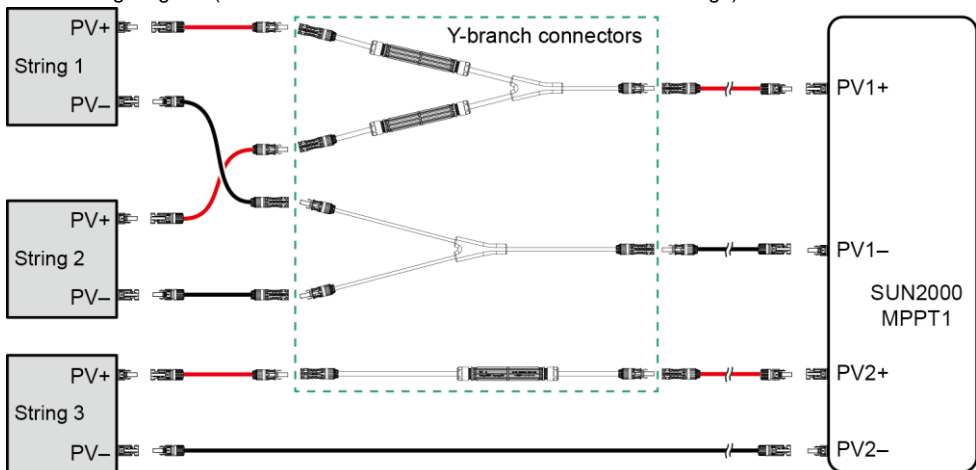 Y-branch connectors
PV+
String 1
PV–
PV+
String 2
PV–
PV+
String 3
PV–
PV1+
PV1–
SUN2000
MPPT1
PV2+
PV2–